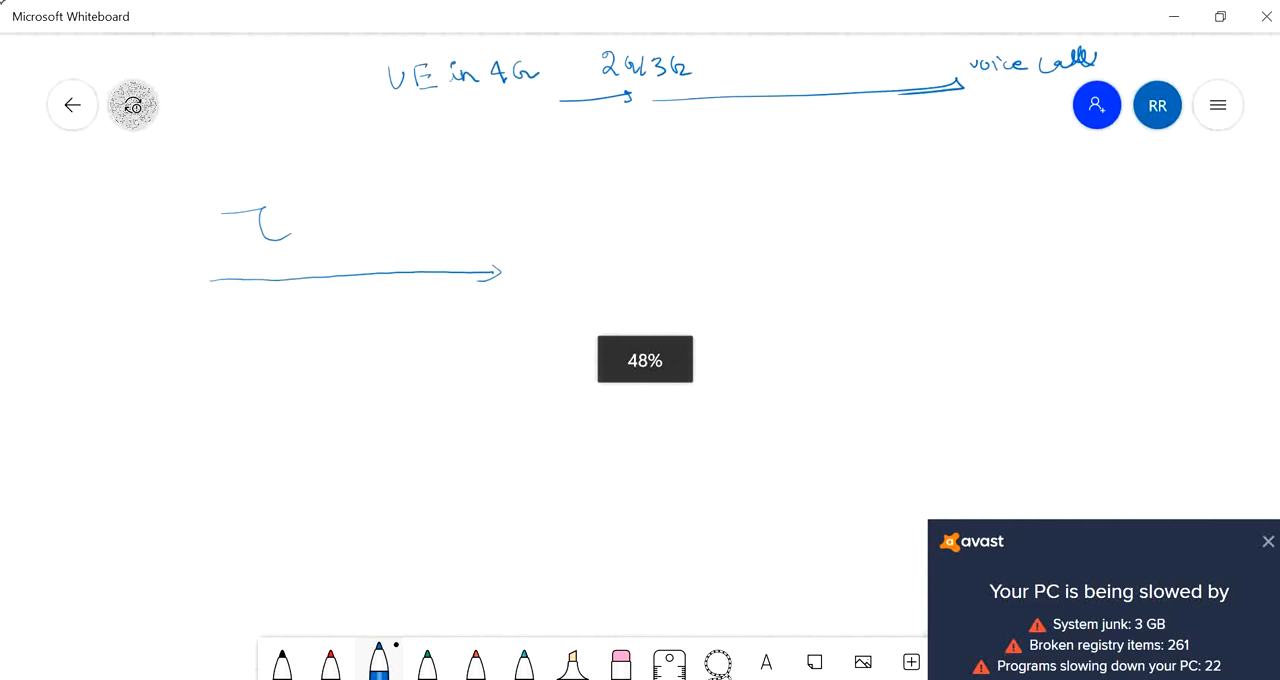 Microsoft Whiteboard
UE in 4G 2G/3G voice calls
RR
48%
avast
Your PC is being slowed by
System junk: 3 GB
Broken registry items: 261
Programs slowing down your PC: 22
A